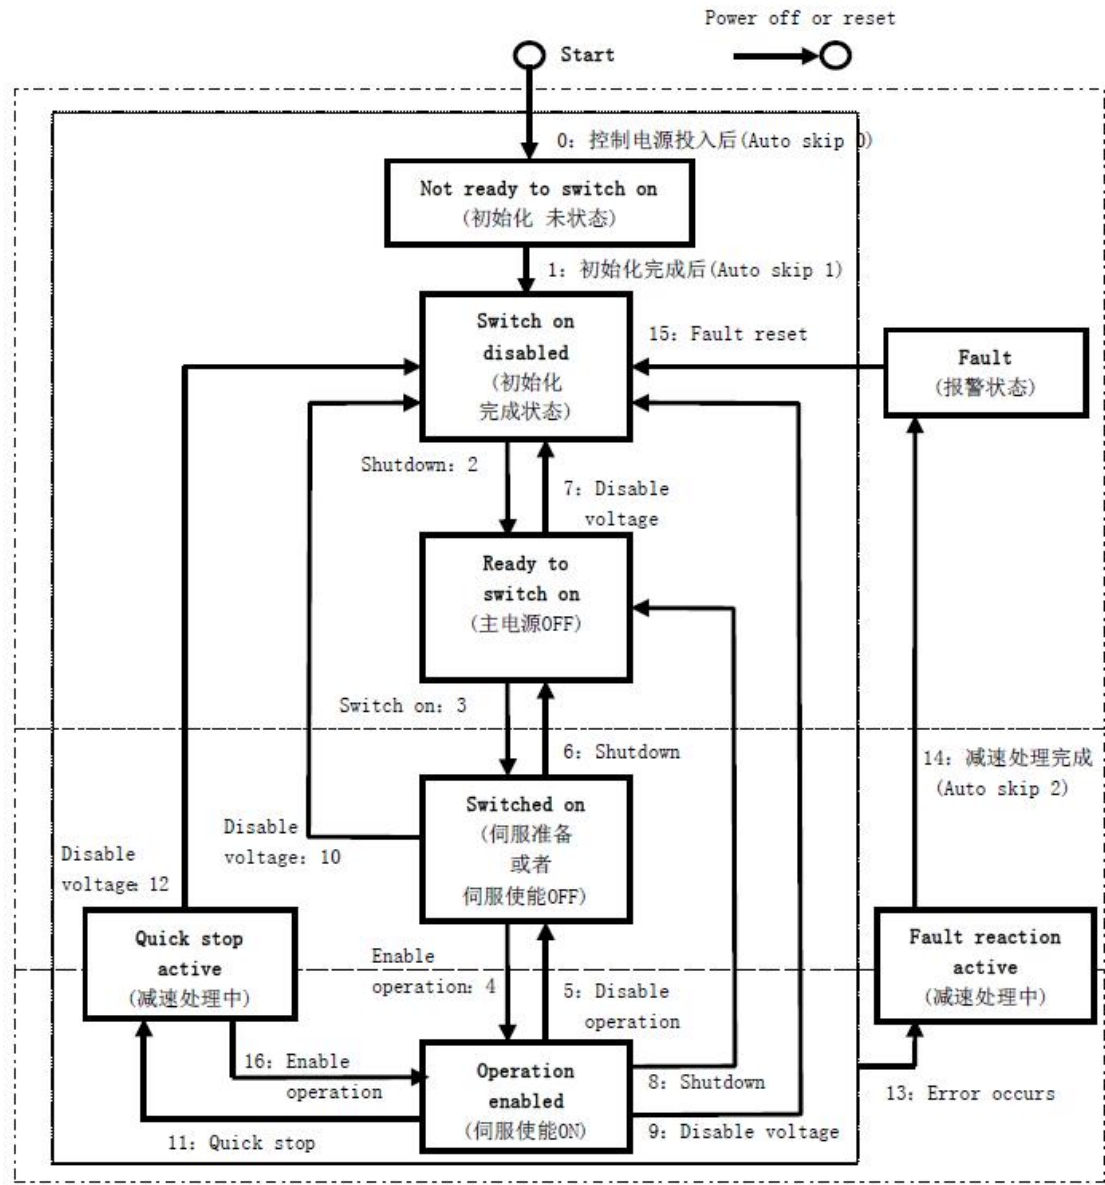 Power off or reset
Start
0: 控制电源投入后(Auto skip 0)
Not ready to switch on
(初始化 未状态)
1: 初始化完成后(Auto skip 1)
Switch on
disabled
(初始化
完成状态)
15: Fault reset
Fault
(报警状态)
Shutdown: 2
7: Disable
voltage
Ready to
switch on
(主电源OFF)
Switch on: 3
6: Shutdown
14: 减速处理完成
(Auto skip 2)
Switched on
(伺服准备
或者
伺服使能OFF)
Disable
voltage: 10
Disable
voltage: 12
Quick stop
active
(减速处理中)
Enable
operation: 4
5: Disable
operation
Fault reaction
active
(减速处理中)
16: Enable
operation
Operation
enabled
(伺服使能ON)
8: Shutdown
13: Error occurs
11: Quick stop
9: Disable voltage